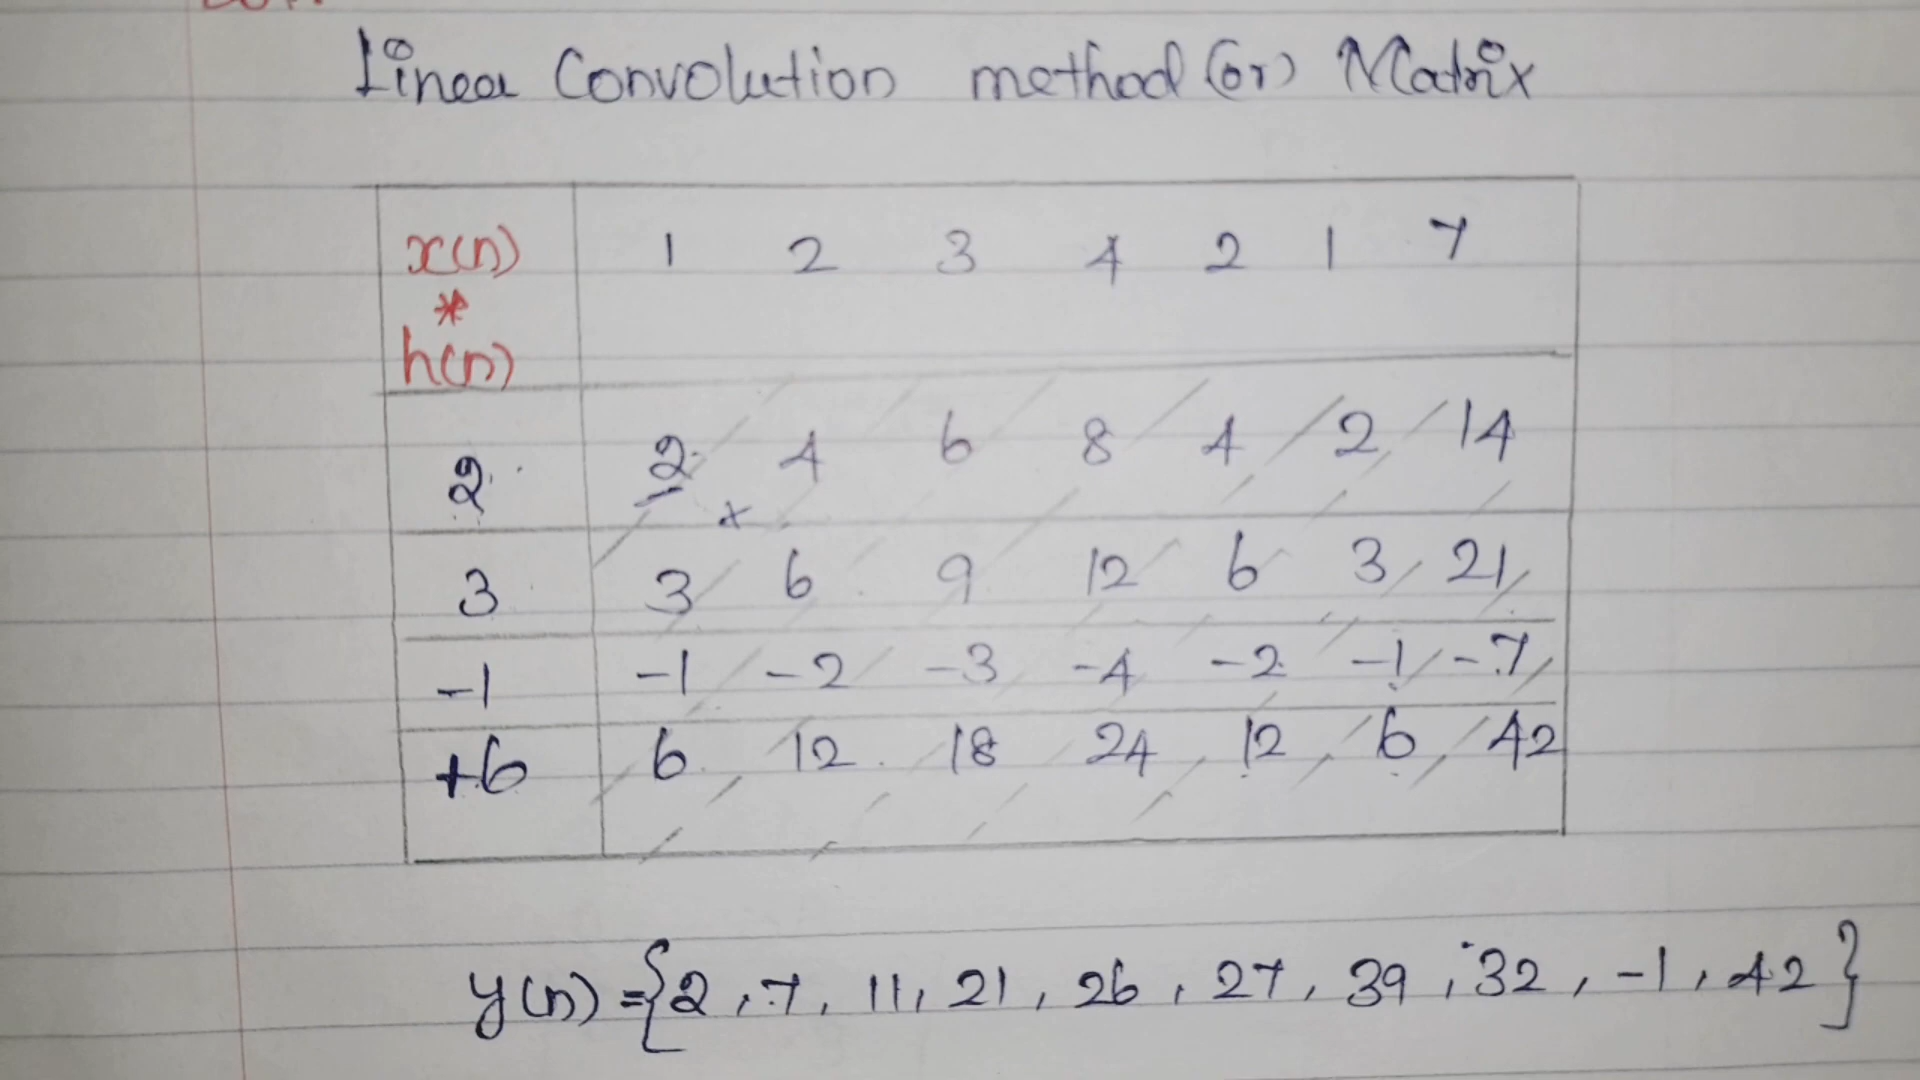 Linear Convolution method (or) Matrix
x(n) 1 2 3 4 2 1 7
*
h(n)
2 2 4 6 8 4 2 14
3 3 6 9 12 6 3 21
-1 -1 -2 -3 -4 -2 -1 -7
+6 6 12 18 24 12 6 42
y(n) = {2, 7, 11, 21, 26, 27, 39, 32, -1, 42}